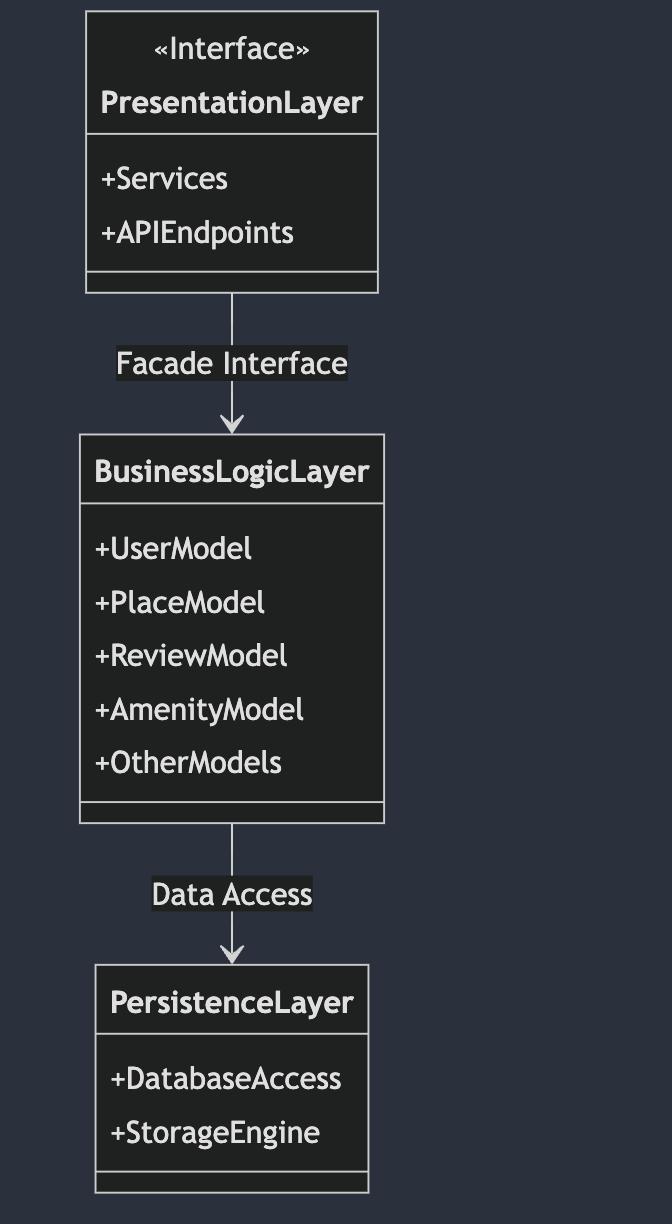 «Interface»
PresentationLayer
+Services
+APIEndpoints
Facade Interface
BusinessLogicLayer
+UserModel
+PlaceModel
+ReviewModel
+AmenityModel
+OtherModels
Data Access
PersistenceLayer
+DatabaseAccess
+StorageEngine